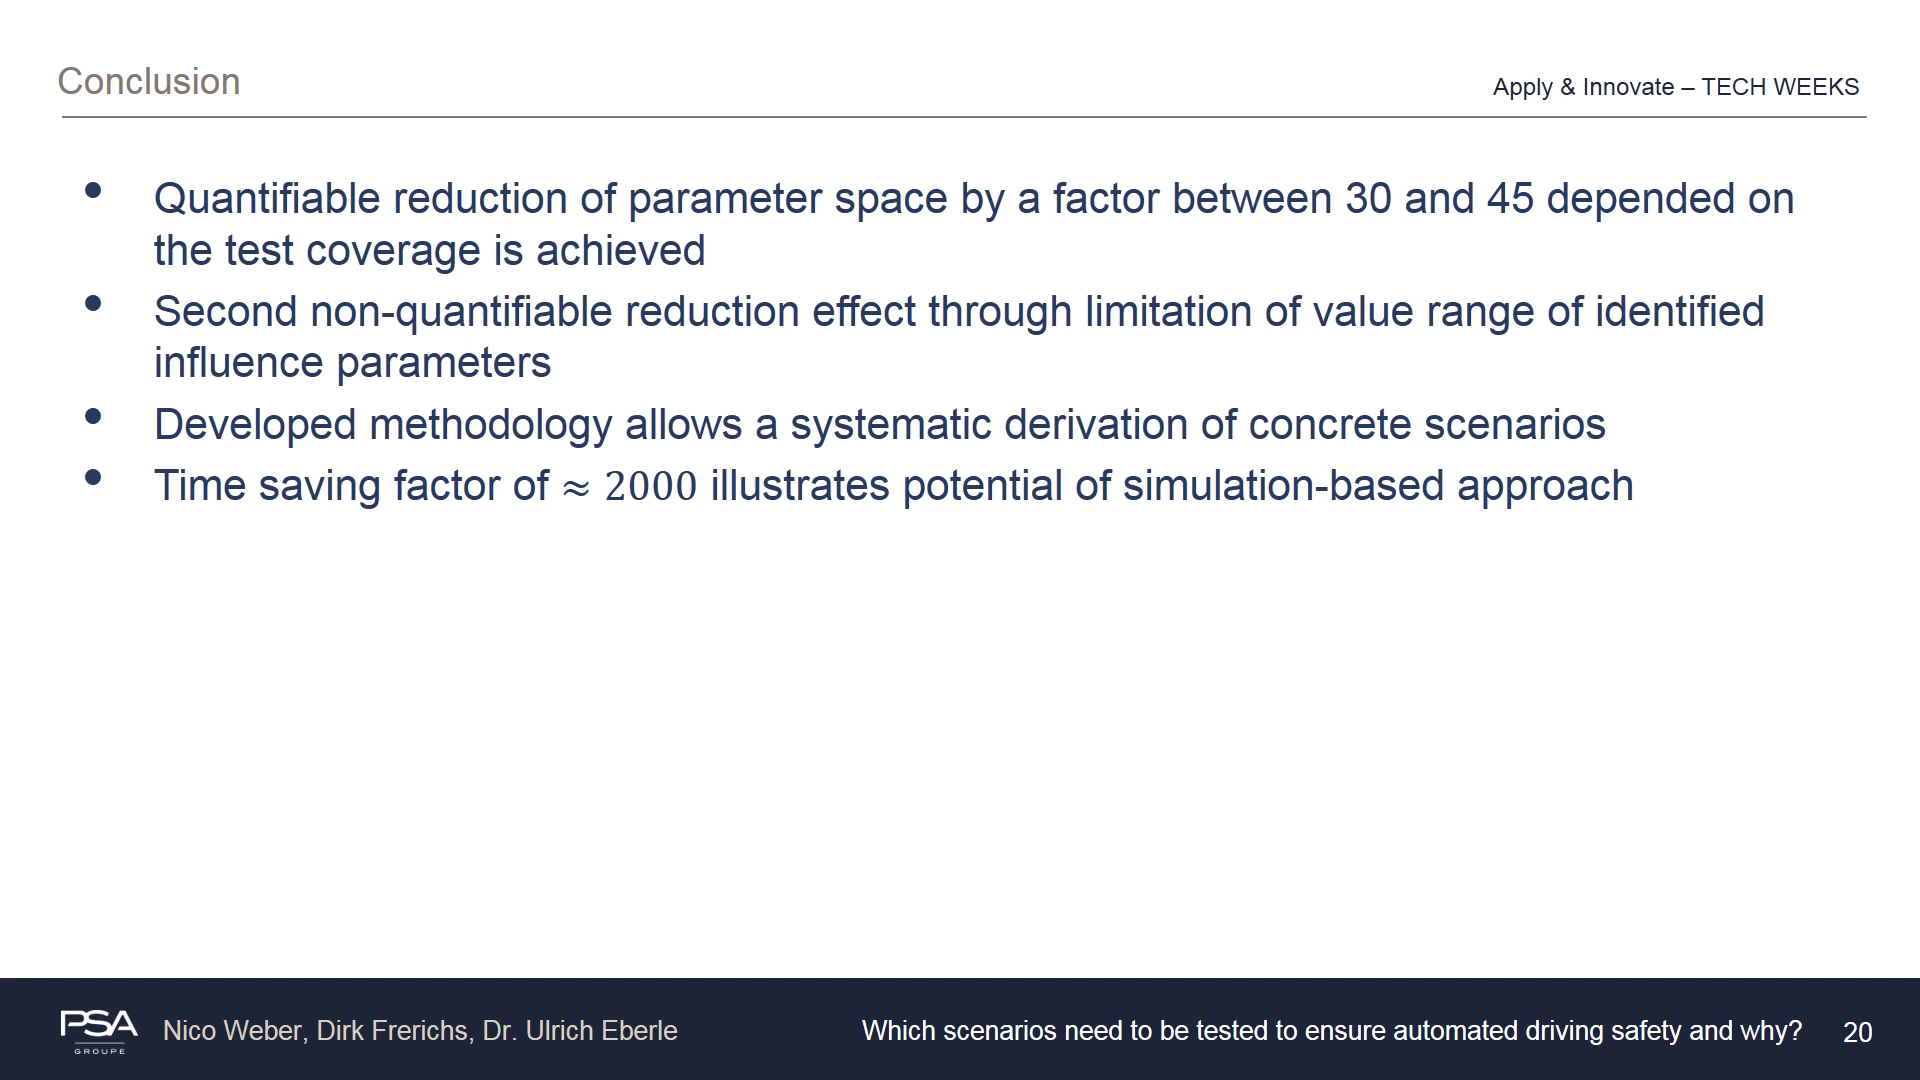 Conclusion
Apply & Innovate – TECH WEEKS
• Quantifiable reduction of parameter space by a factor between 30 and 45 depended on
the test coverage is achieved
• Second non-quantifiable reduction effect through limitation of value range of identified
influence parameters
• Developed methodology allows a systematic derivation of concrete scenarios
• Time saving factor of ≈ 2000 illustrates potential of simulation-based approach
PSA
GROUPE
Nico Weber, Dirk Frerichs, Dr. Ulrich Eberle
Which scenarios need to be tested to ensure automated driving safety and why?
20